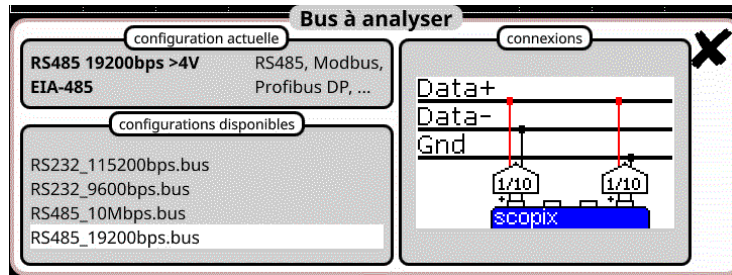 Bus à analyser
configuration actuelle
RS485 19200bps >4V RS485, Modbus,
EIA-485 Profibus DP, ...
configurations disponibles
RS232_115200bps.bus
RS232_9600bps.bus
RS485_10Mbps.bus
RS485_19200bps.bus
connexions
Data+
Data-
Gnd
1/10 1/10
+ - + -
scopix